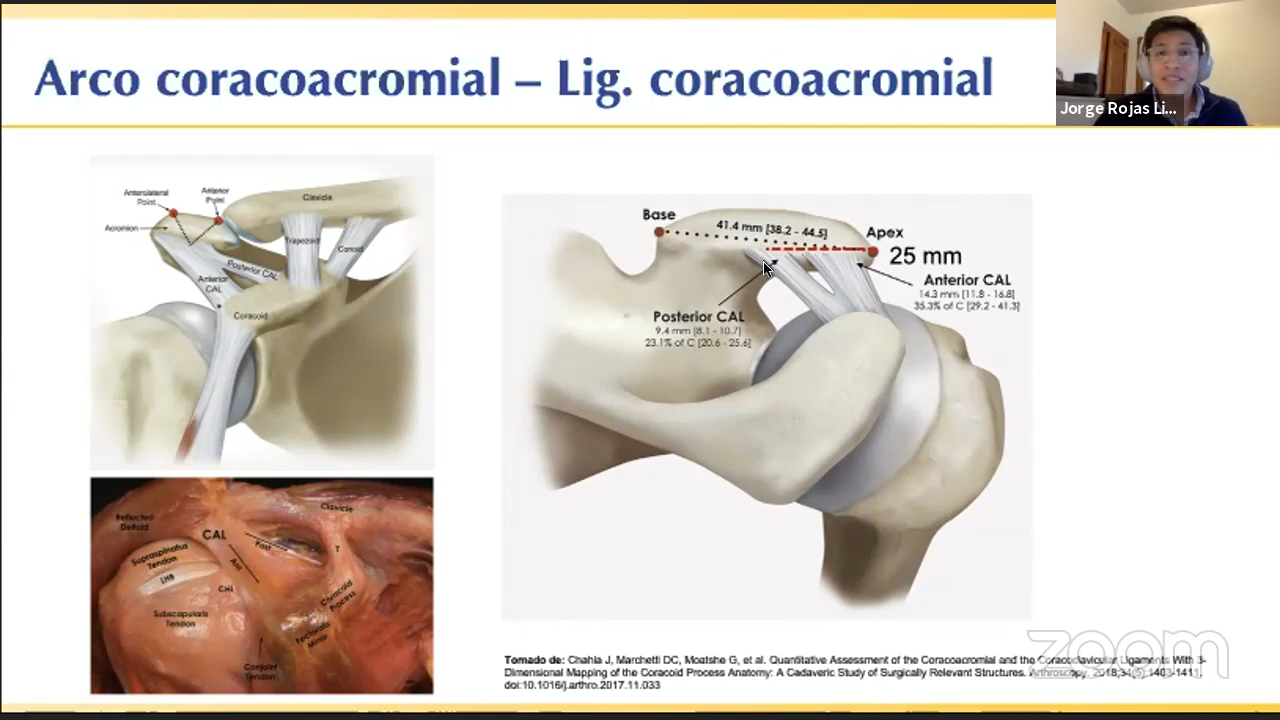 Arco coracoacromial – Lig. coracoacromial
Jorge Rojas Li...
Anterolateral
Point
Anterior
Point
Clavicle
Acromion
Trapezoid
Conoid
Posterior CAL
Anterior
CAL
Coracoid
Base
41.4 mm [38.2 - 44.5]
Apex
25 mm
Anterior CAL
14.3 mm [11.8 - 16.8]
35.3% of C [29.2 - 41.3]
Posterior CAL
9.4 mm [8.1 - 10.7]
23.1% of C [20.6 - 25.6]
Reflected
Deltoid
Clavicle
CAL
Post
T
Supraspinatus
Tendon
Ant
LHB
CHL
Coracoid
Process
Subscapularis
Tendon
Pectoralis
Minor
Conjoint
Tendon
zoom
Tomado de: Chahla J, Marchetti DC, Moatshe G, et al. Quantitative Assessment of the Coracoacromial and the Coracoclavicular Ligaments With 3-
Dimensional Mapping of the Coracoid Process Anatomy: A Cadaveric Study of Surgically Relevant Structures. Arthroscopy. 2018;34(5):1403-1411.
doi:10.1016/j.arthro.2017.11.033